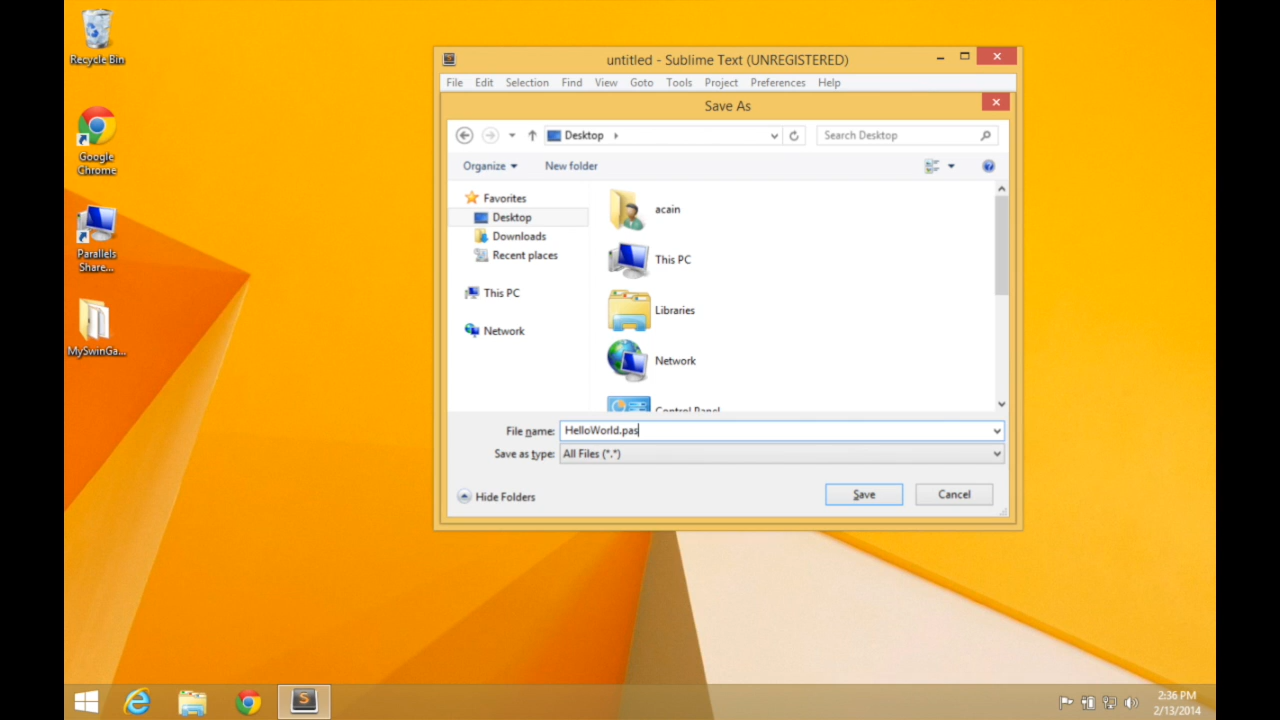 Recycle Bin
Google
Chrome
Parallels
Share...
MySwinGa...
untitled - Sublime Text (UNREGISTERED)
File Edit Selection Find View Goto Tools Project Preferences Help
Save As
Desktop
Search Desktop
Organize
New folder
Favorites
Desktop
Downloads
Recent places
This PC
Network
acain
This PC
Libraries
Network
Control Panel
File name: HelloWorld.pas
Save as type: All Files (*.*)
Hide Folders
Save
Cancel
2:36 PM
2/13/2014